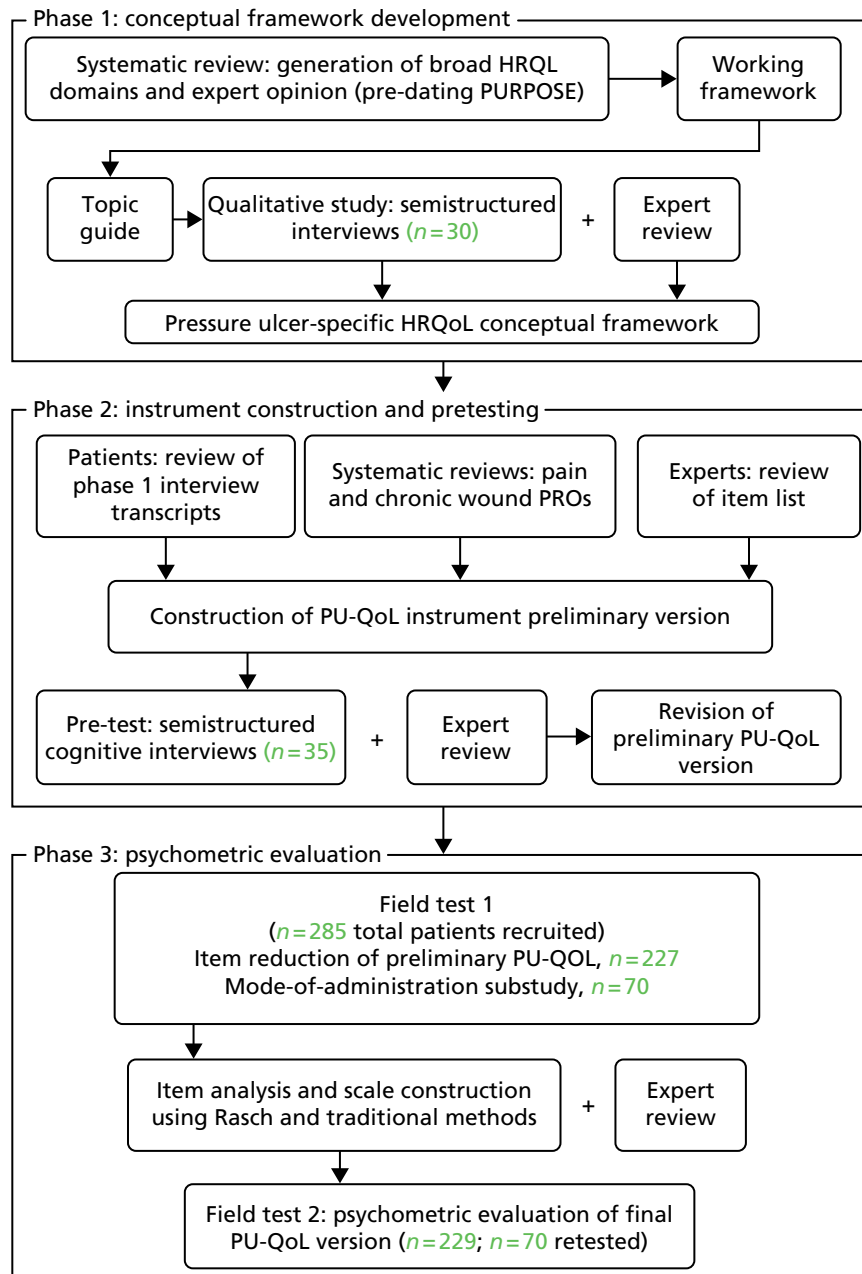 Phase 1: conceptual framework development
Systematic review: generation of broad HRQL
domains and expert opinion (pre-dating PURPOSE)
Working
framework
Topic
guide
Qualitative study: semistructured
interviews (n=30)
+
Expert
review
Pressure ulcer-specific HRQoL conceptual framework
Phase 2: instrument construction and pretesting
Patients: review of
phase 1 interview
transcripts
Systematic reviews: pain
and chronic wound PROs
Experts: review
of item list
Construction of PU-QoL instrument preliminary version
Pre-test: semistructured
cognitive interviews (n=35)
+
Expert
review
Revision of
preliminary PU-QoL
version
Phase 3: psychometric evaluation
Field test 1
(n=285 total patients recruited)
Item reduction of preliminary PU-QOL, n=227
Mode-of-administration substudy, n=70
Item analysis and scale construction
using Rasch and traditional methods
+
Expert
review
Field test 2: psychometric evaluation of final
PU-QoL version (n=229; n=70 retested)